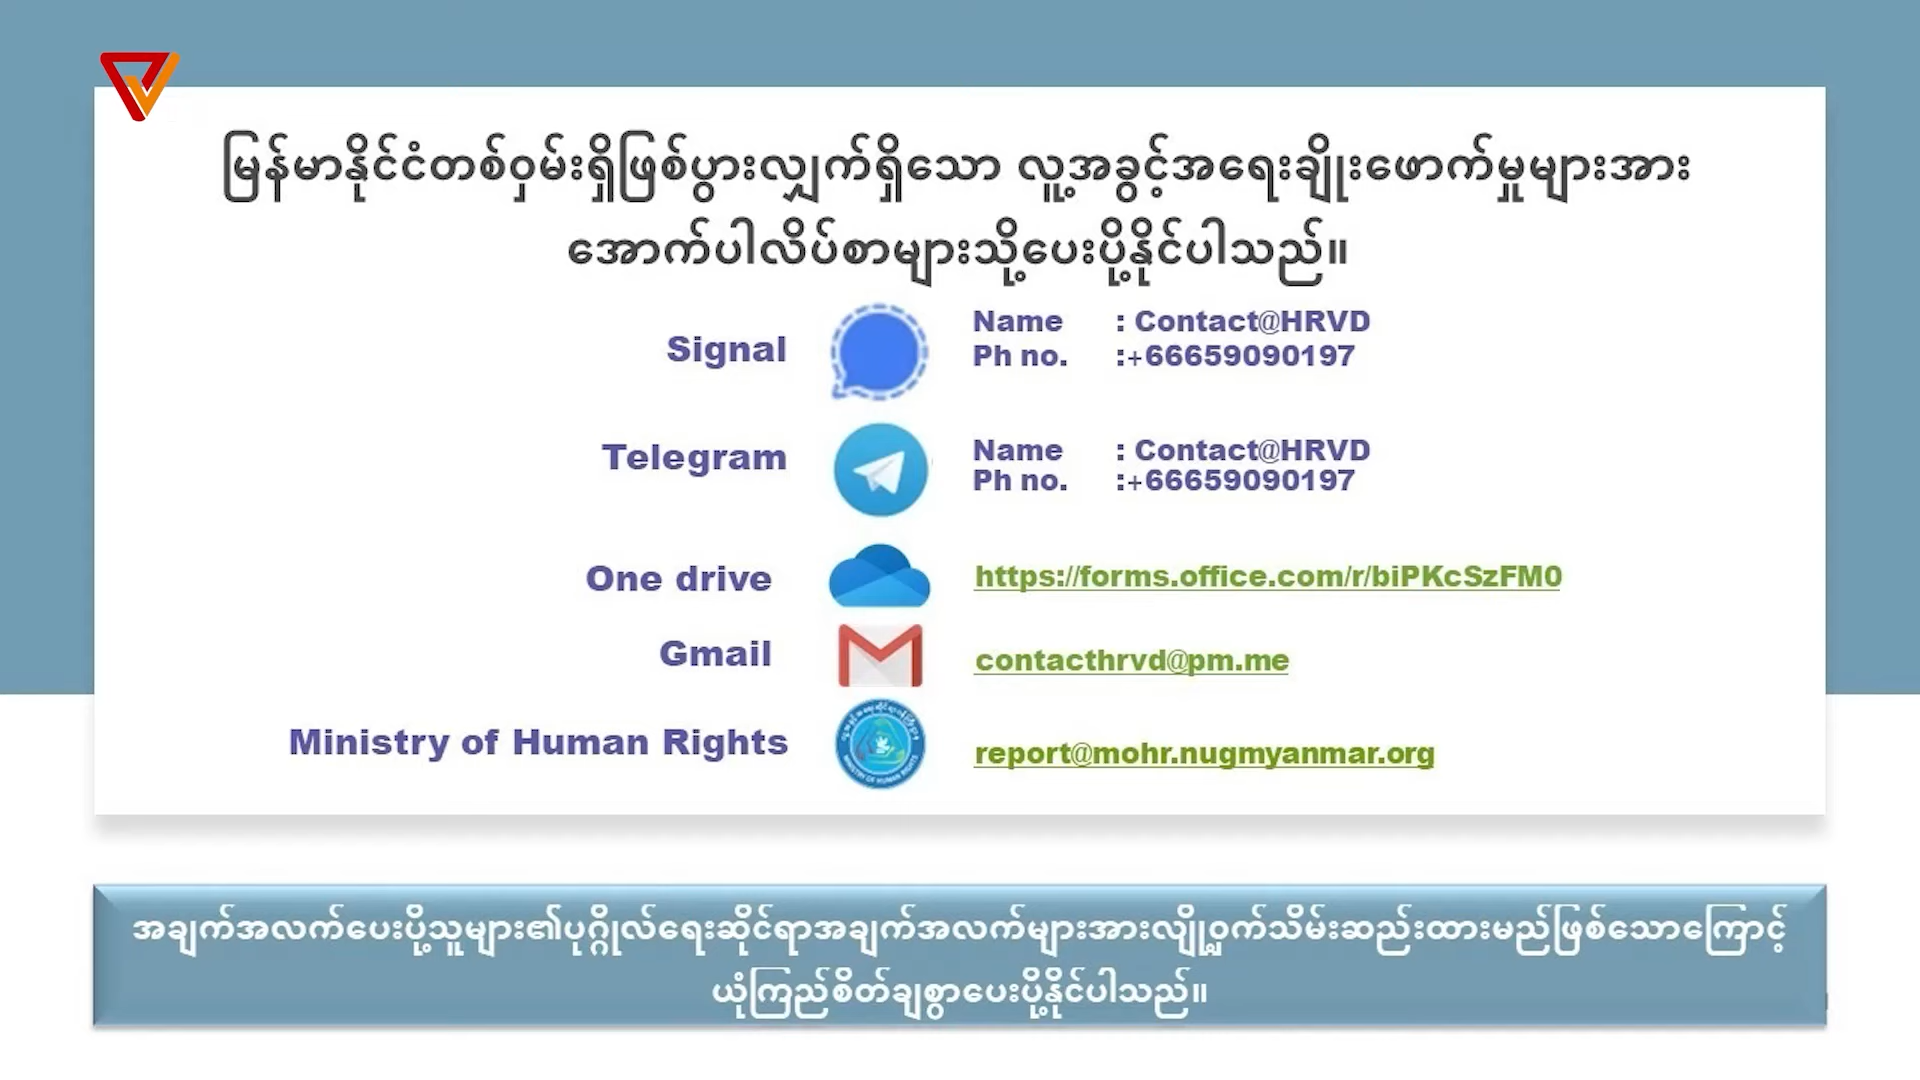 မြန်မာနိုင်ငံတစ်ဝှမ်းရှိဖြစ်ပွားလျှက်ရှိသော လူ့အခွင့်အရေးချိုးဖောက်မှုများအား
အောက်ပါလိပ်စာများသို့ပေးပို့နိုင်ပါသည်။
Signal
Name : Contact@HRVD
Ph no. :+66659090197
Telegram
Name : Contact@HRVD
Ph no. :+66659090197
One drive
https://forms.office.com/r/biPKcSzFM0
Gmail
contacthrvd@pm.me
Ministry of Human Rights
report@mohr.nugmyanmar.org
အချက်အလက်ပေးပို့သူများ၏ပုဂ္ဂိုလ်ရေးဆိုင်ရာအချက်အလက်များအားလျှို့ဝှက်သိမ်းဆည်းထားမည်ဖြစ်သောကြောင့်
ယုံကြည်စိတ်ချစွာပေးပို့နိုင်ပါသည်။